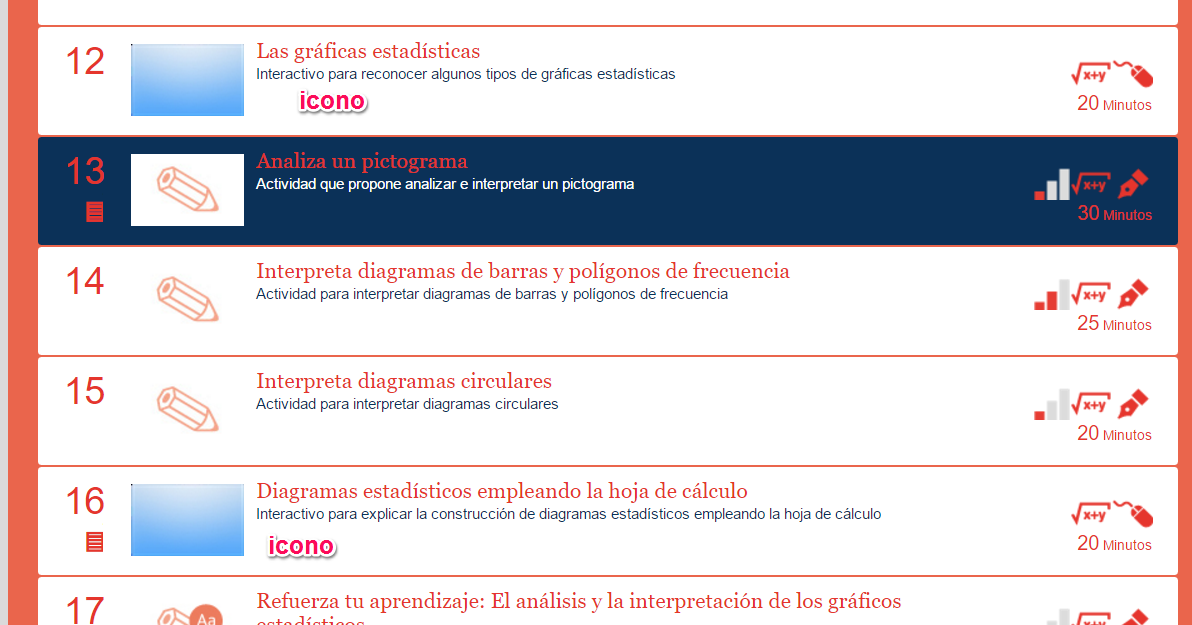 12
Las gráficas estadísticas
Interactivo para reconocer algunos tipos de gráficas estadísticas
icono
√x+y
20 Minutos
13
Analiza un pictograma
Actividad que propone analizar e interpretar un pictograma
√x+y
30 Minutos
14
Interpreta diagramas de barras y polígonos de frecuencia
Actividad para interpretar diagramas de barras y polígonos de frecuencia
√x+y
25 Minutos
15
Interpreta diagramas circulares
Actividad para interpretar diagramas circulares
√x+y
20 Minutos
16
Diagramas estadísticos empleando la hoja de cálculo
Interactivo para explicar la construcción de diagramas estadísticos empleando la hoja de cálculo
icono
√x+y
20 Minutos
17
Aa
Refuerza tu aprendizaje: El análisis y la interpretación de los gráficos
estadísticos
√x+y